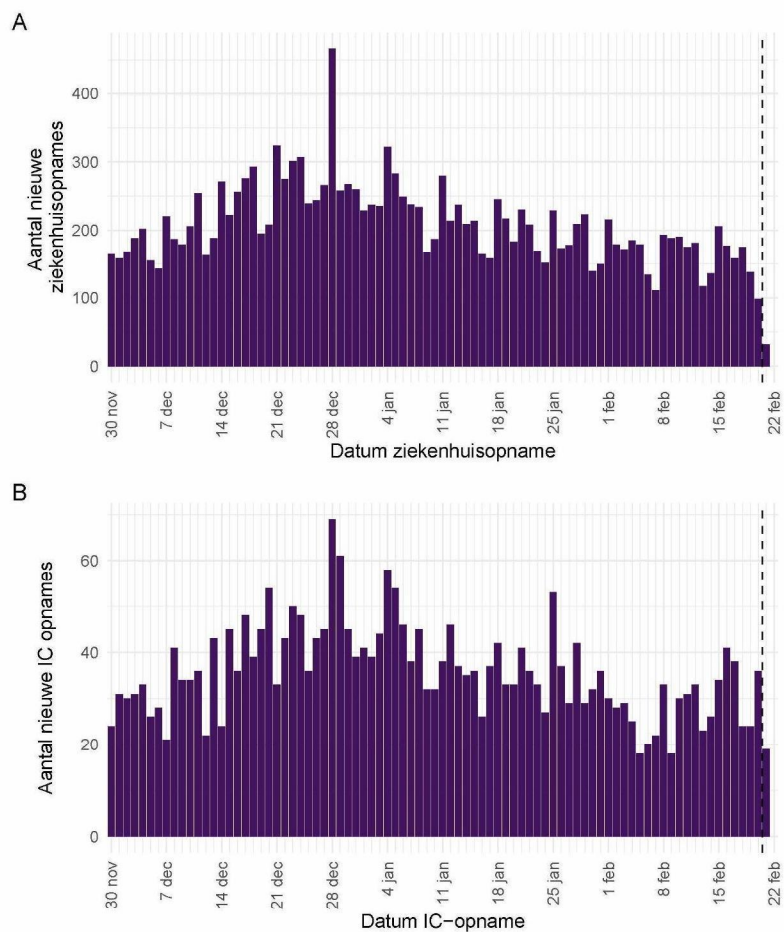 A
Aantal nieuwe
ziekenhuisopnames
400
300
200
100
0
30 nov
7 dec
14 dec
21 dec
28 dec
4 jan
11 jan
18 jan
25 jan
1 feb
8 feb
15 feb
22 feb
Datum ziekenhuisopname
B
Aantal nieuwe IC opnames
60
40
20
0
30 nov
7 dec
14 dec
21 dec
28 dec
4 jan
11 jan
18 jan
25 jan
1 feb
8 feb
15 feb
22 feb
Datum IC−opname